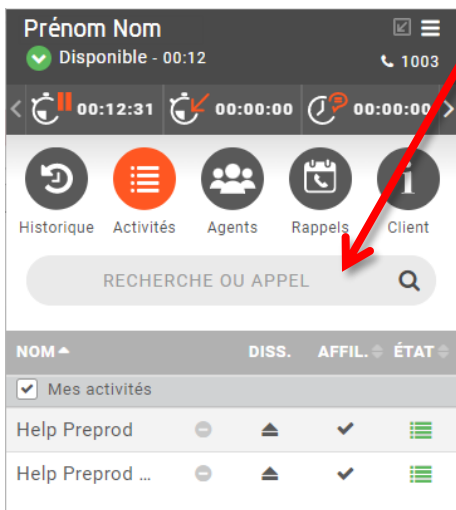 Prénom Nom
Disponible - 00:12
1003
00:12:31 00:00:00 00:00:00
Historique Activités Agents Rappels Client
RECHERCHE OU APPEL
NOM DISS. AFFIL. ÉTAT
Mes activités
Help Preprod
Help Preprod ...